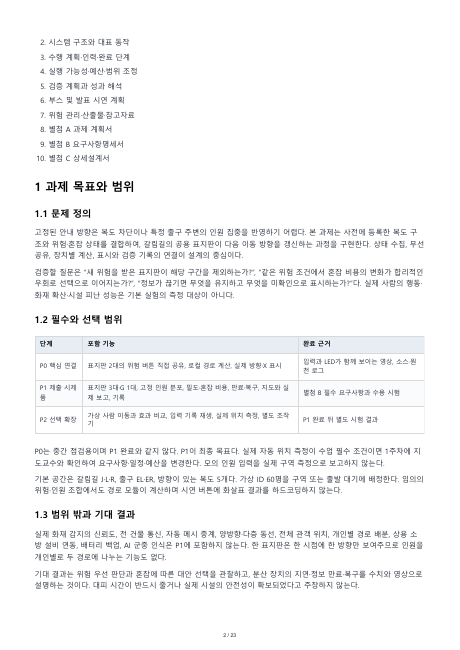 2. 시스템 구조와 대표 동작
3. 수행 계획·인력·완료 단계
4. 실행 가능성·예산·범위 조정
5. 검증 계획과 성과 해석
6. 부스 및 발표 시연 계획
7. 위험 관리·산출물·참고자료
8. 별첨 A 과제 계획서
9. 별첨 B 요구사항명세서
10. 별첨 C 상세설계서
1 과제 목표와 범위
1.1 문제 정의
고정된 안내 방향은 복도 차단이나 특정 출구 주변의 인원 집중을 반영하기 어렵다. 본 과제는 사전에 등록한 복도 구
조와 위험·혼잡 상태를 결합하여, 갈림길의 공용 표지판이 다음 이동 방향을 갱신하는 과정을 구현한다. 상태 수집, 무선
공유, 장치별 계산, 표시와 검증 기록의 연결이 설계의 중심이다.
검증할 질문은 "새 위험을 받은 표지판이 해당 구간을 제외하는가?", "같은 위험 조건에서 혼잡 비용의 변화가 합리적인
우회로 선택으로 이어지는가?", "정보가 끊기면 무엇을 유지하고 무엇을 미확인으로 표시하는가?"다. 실제 사람의 행동·
화재 확산·시설 피난 성능은 기본 실험의 측정 대상이 아니다.
1.2 필수와 선택 범위
단계 포함 기능 완료 근거
P0 핵심 연결 표지판 2대의 위험 버튼 직접 공유, 로컬 경로 계산, 실제 방향·X 표시 입력과 LED가 함께 보이는 영상, 소스·원
천 로그
P1 제출 시제 표지판 3대·G 1대, 고정 인원 분포, 밀도·혼잡 비용, 만료·복구, 지도와 실 별첨 B 필수 요구사항과 수용·시험
품 제 보고, 기록
P2 선택 확장 가상 사람 이동과 효과 비교, 입력 기록 재생, 실제 위치 측정, 별도 조작 P1 완료 뒤 별도 시험 결과
기
P0는 중간 점검용이며 P1 완료와 같지 않다. P1이 최종 목표다. 실제 자동 위치 측정이 수업 필수 조건이면 1주차에 지
도교수와 확인하여 요구사항·일정·예산을 변경한다. 모의 인원 입력을 실제 구역 측정으로 보고하지 않는다.
기본 공간은 갈림길 J-L·R, 출구 EL·ER, 방향이 있는 복도 5개다. 가상 ID 60명을 구역 또는 출발 대기에 배정한다. 임의의
위험·인원 조합에서도 경로 모듈이 계산하며 시연 버튼에 화살표 결과를 하드코딩하지 않는다.
1.3 범위 밖과 기대 결과
실제 화재 감지의 신뢰도, 전 건물 통신, 자동 메시 중계, 양방향·다층 동선, 전체 관객 위치, 개인별 경로 배분, 상용 소
방 설비 연동, 배터리 백업, AI 군중 인식은 P1에 포함하지 않는다. 한 표지판은 한 시점에 한 방향만 보여주므로 인원을
개인별로 두 경로에 나누는 기능도 없다.
기대 결과는 위험 우선 판단과 혼잡에 따른 대안 선택을 관찰하고, 분산 장치의 지연·정보 만료·복구를 수치와 영상으로
설명하는 것이다. 대피 시간이 반드시 줄거나 실제 시설의 안전성이 확보되었다고 주장하지 않는다.
2 / 23